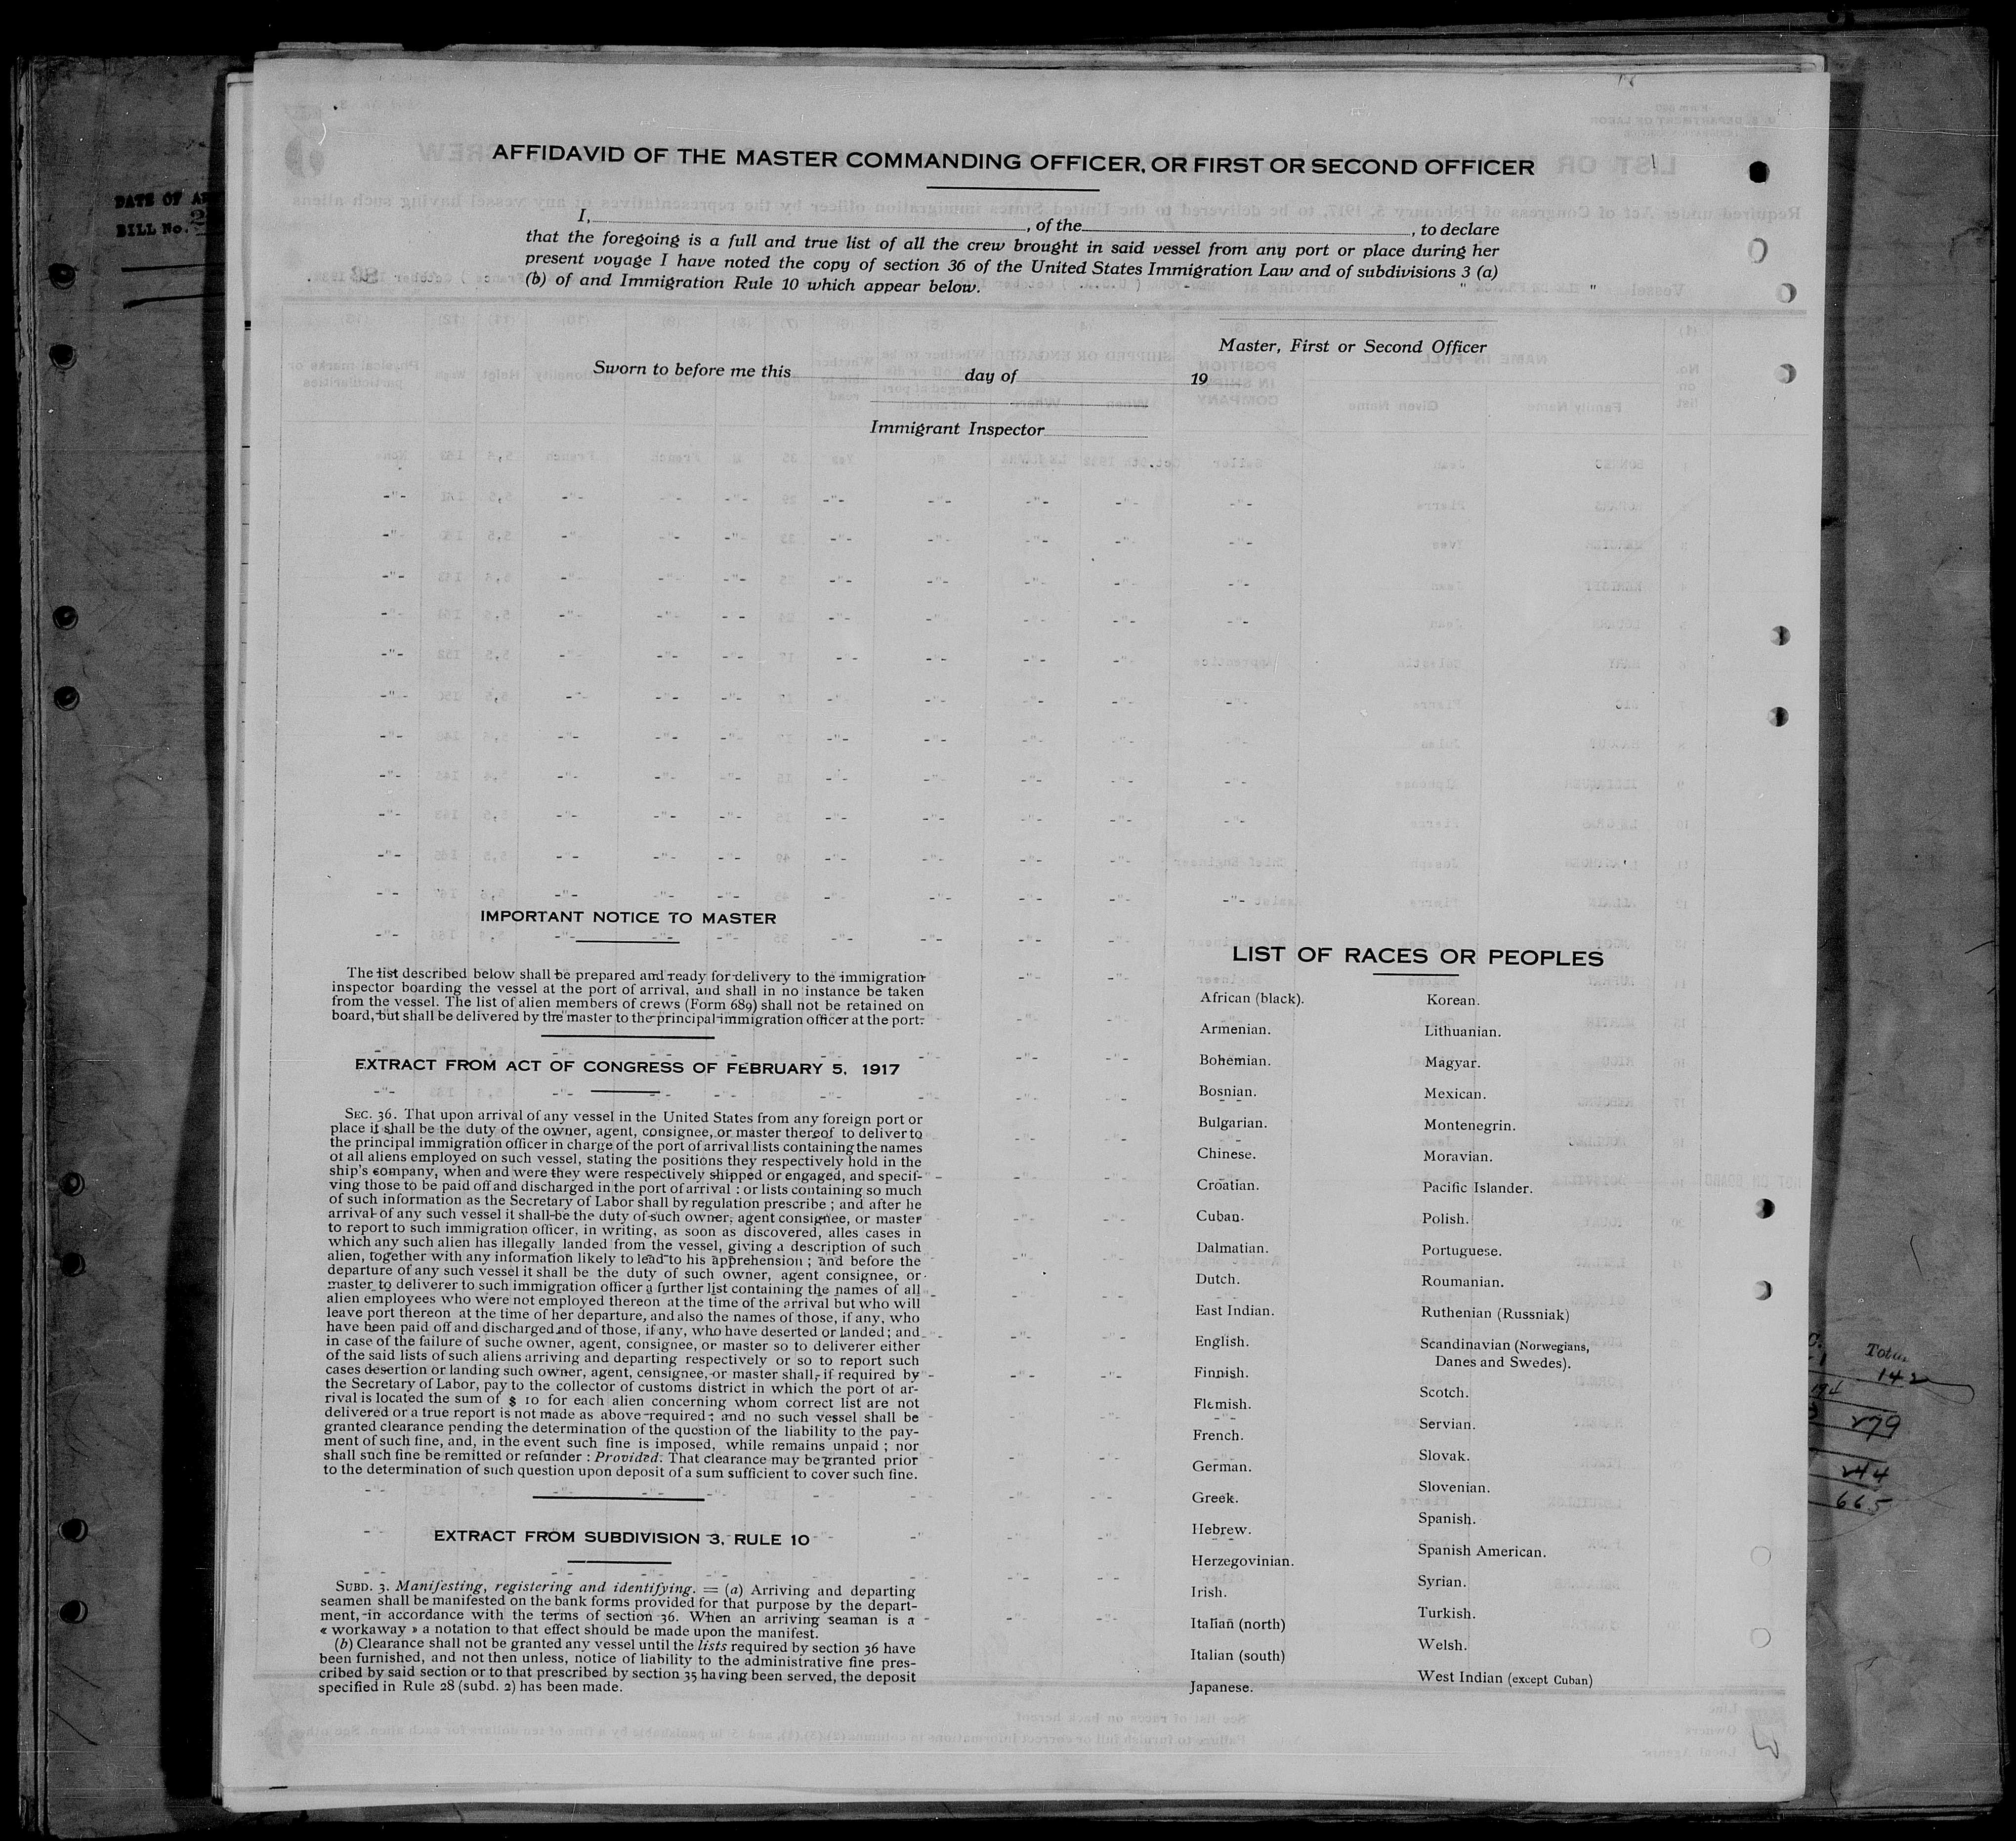 AFFIDAVID OF THE MASTER COMMANDING OFFICER, OR FIRST OR SECOND OFFICER
I, , of the , to declare
that the foregoing is a full and true list of all the crew brought in said vessel from any port or place during her
present voyage I have noted the copy of section 36 of the United States Immigration Law and of subdivisions 3 (a)
(b) of and Immigration Rule 10 which appear below.
Master, First or Second Officer
Sworn to before me this day of 19
Immigrant Inspector
DATE OF
BILL No.
IMPORTANT NOTICE TO MASTER
The list described below shall be prepared and ready for delivery to the immigration
inspector boarding the vessel at the port of arrival, and shall in no instance be taken
from the vessel. The list of alien members of crews (Form 689) shall not be retained on
board, but shall be delivered by the master to the principal immigration officer at the port.
EXTRACT FROM ACT OF CONGRESS OF FEBRUARY 5, 1917
SEC. 36. That upon arrival of any vessel in the United States from any foreign port or
place it shall be the duty of the owner, agent, consignee, or master thereof to deliver to
the principal immigration officer in charge of the port of arrival lists containing the names
of all aliens employed on such vessel, stating the positions they respectively hold in the
ship's company, when and were they were respectively shipped or engaged, and specif-
ving those to be paid off and discharged in the port of arrival : or lists containing so much
of such information as the Secretary of Labor shall by regulation prescribe ; and after he
arrival of any such vessel it shall be the duty of such owner, agent consignee, or master
to report to such immigration officer, in writing, as soon as discovered, alles cases in
which any such alien has illegally landed from the vessel, giving a description of such
alien, together with any information likely to lead to his apprehension ; and before the
departure of any such vessel it shall be the duty of such owner, agent consignee, or
master to deliverer to such immigration officer a further list containing the names of all
alien employees who were not employed thereon at the time of the arrival but who will
leave port thereon at the time of her departure, and also the names of those, if any, who
have been paid off and discharged and of those, if any, who have deserted or landed ; and
in case of the failure of suche owner, agent, consignee, or master so to deliverer either
of the said lists of such aliens arriving and departing respectively or so to report such
cases desertion or landing such owner, agent, consignee, or master shall, if required by
the Secretary of Labor, pay to the collector of customs district in which the port of ar-
rival is located the sum of $ 10 for each alien concerning whom correct list are not
delivered or a true report is not made as above required ; and no such vessel shall be
granted clearance pending the determination of the question of the liability to the pay-
ment of such fine, and, in the event such fine is imposed, while remains unpaid ; nor
shall such fine be remitted or refunder : Provided: That clearance may be granted prior
to the determination of such question upon deposit of a sum sufficient to cover such fine.
EXTRACT FROM SUBDIVISION 3, RULE 10
SUBD. 3. Manifesting, registering and identifying. = (a) Arriving and departing
seamen shall be manifested on the bank forms provided for that purpose by the depart-
ment, in accordance with the terms of section 36. When an arriving seaman is a
« workaway » a notation to that effect should be made upon the manifest.
(b) Clearance shall not be granted any vessel until the lists required by section 36 have
been furnished, and not then unless, notice of liability to the administrative fine pres-
cribed by said section or to that prescribed by section 35 having been served, the deposit
specified in Rule 28 (subd. 2) has been made.
LIST OF RACES OR PEOPLES
African (black).
Armenian.
Bohemian.
Bosnian.
Bulgarian.
Chinese.
Croatian.
Cuban.
Dalmatian.
Dutch.
East Indian.
English.
Finnish.
Flemish.
French.
German.
Greek.
Hebrew.
Herzegovinian.
Irish.
Italian (north)
Italian (south)
Japanese.
Korean.
Lithuanian.
Magyar.
Mexican.
Montenegrin.
Moravian.
Pacific Islander.
Polish.
Portuguese.
Roumanian.
Ruthenian (Russniak)
Scandinavian (Norwegians,
Danes and Swedes).
Scotch.
Servian.
Slovak.
Slovenian.
Spanish.
Spanish American.
Syrian.
Turkish.
Welsh.
West Indian (except Cuban)
Total
142
194
279
244
665